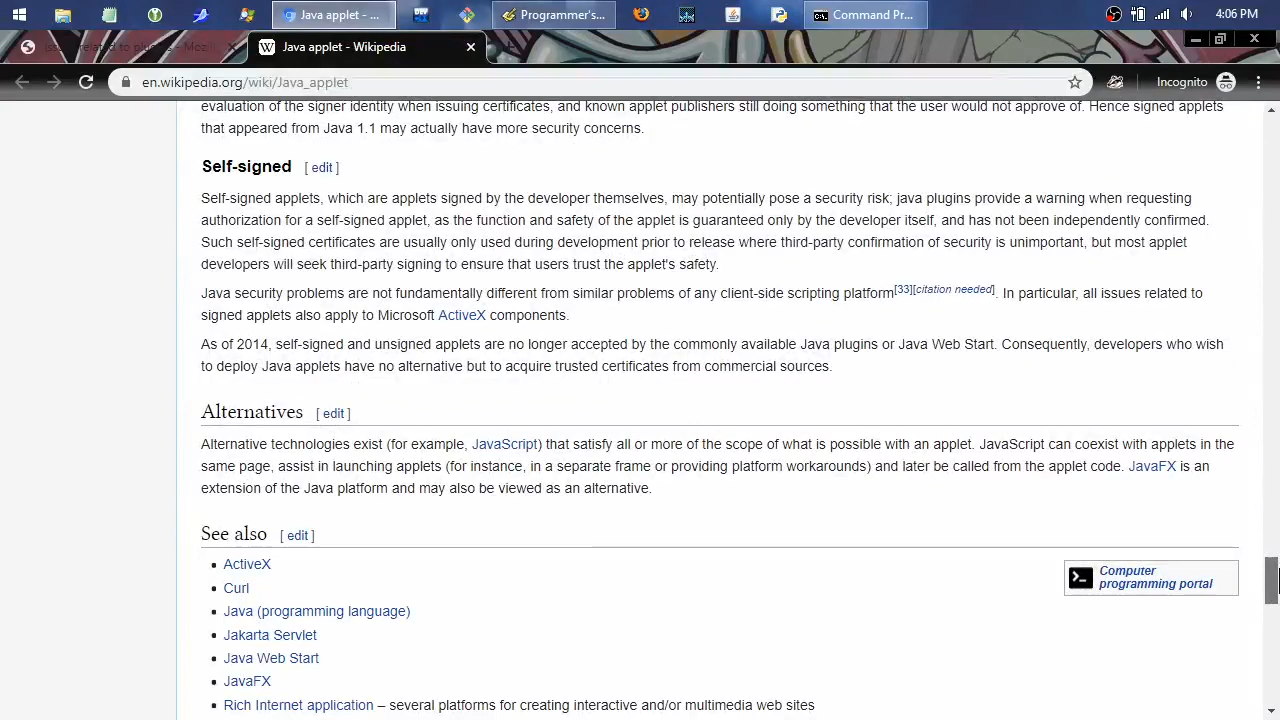 Java applet - ...
Programmer's...
Command Pr...
4:06 PM
Java applet - Wikipedia
en.wikipedia.org/wiki/Java_applet
Incognito
evaluation of the signer identity when issuing certificates, and known applet publishers still doing something that the user would not approve of. Hence signed applets
that appeared from Java 1.1 may actually have more security concerns.
Self-signed [ edit ]
Self-signed applets, which are applets signed by the developer themselves, may potentially pose a security risk; java plugins provide a warning when requesting
authorization for a self-signed applet, as the function and safety of the applet is guaranteed only by the developer itself, and has not been independently confirmed.
Such self-signed certificates are usually only used during development prior to release where third-party confirmation of security is unimportant, but most applet
developers will seek third-party signing to ensure that users trust the applet's safety.
Java security problems are not fundamentally different from similar problems of any client-side scripting platform[33][citation needed]. In particular, all issues related to
signed applets also apply to Microsoft ActiveX components.
As of 2014, self-signed and unsigned applets are no longer accepted by the commonly available Java plugins or Java Web Start. Consequently, developers who wish
to deploy Java applets have no alternative but to acquire trusted certificates from commercial sources.
Alternatives [ edit ]
Alternative technologies exist (for example, JavaScript) that satisfy all or more of the scope of what is possible with an applet. JavaScript can coexist with applets in the
same page, assist in launching applets (for instance, in a separate frame or providing platform workarounds) and later be called from the applet code. JavaFX is an
extension of the Java platform and may also be viewed as an alternative.
See also [ edit ]
ActiveX
Computer
programming portal
Curl
Java (programming language)
Jakarta Servlet
Java Web Start
JavaFX
Rich Internet application – several platforms for creating interactive and/or multimedia web sites